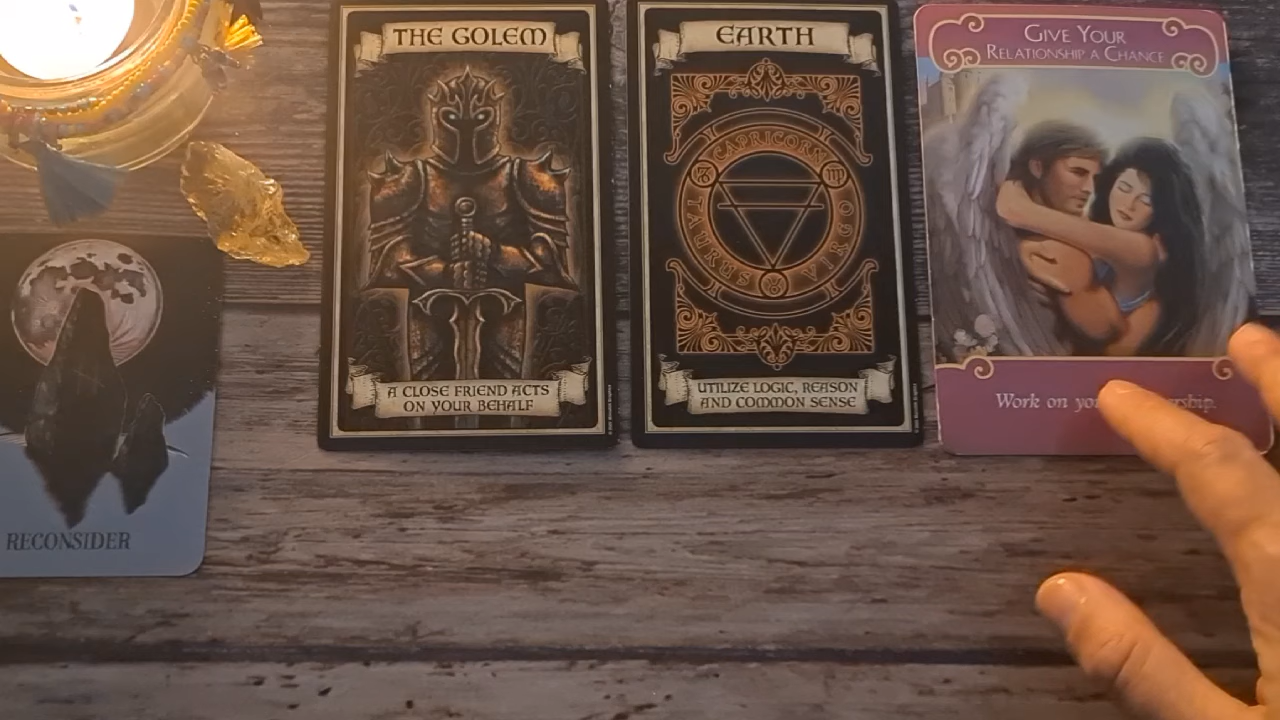 THE GOLEM
A CLOSE FRIEND ACTS
ON YOUR BEHALF
EARTH
CAPRICORN
TAURUS
VIRGO
UTILIZE LOGIC, REASON
AND COMMON SENSE
GIVE YOUR
RELATIONSHIP A CHANCE
Work on
RECONSIDER